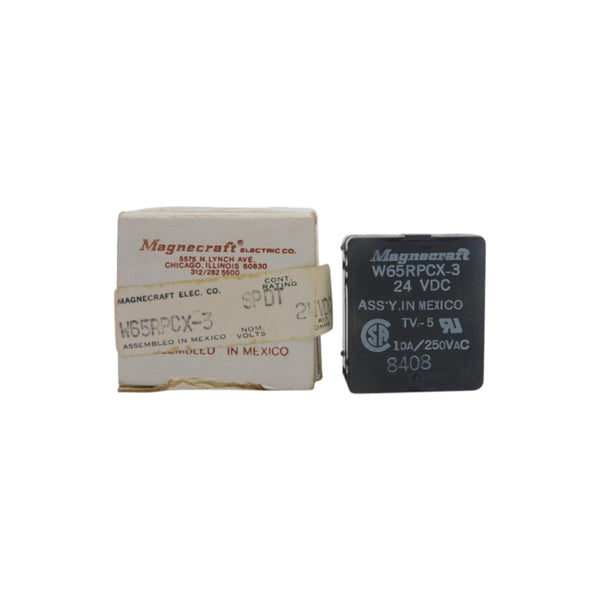 Magnecraft® ELECTRIC CO.
5575 N. LYNCH AVE.
CHICAGO, ILLINOIS 60630
312/282 5500
MAGNECRAFT ELEC. CO.
SPDT
CONT.
RATING
W65RPCX-3
NOM.
VOLTS
ASSEMBLED IN MEXICO
ASSEMBLED IN MEXICO
Magnecraft
W65RPCX-3
24 VDC
ASS'Y. IN MEXICO
TV-5
10A/250VAC
8408